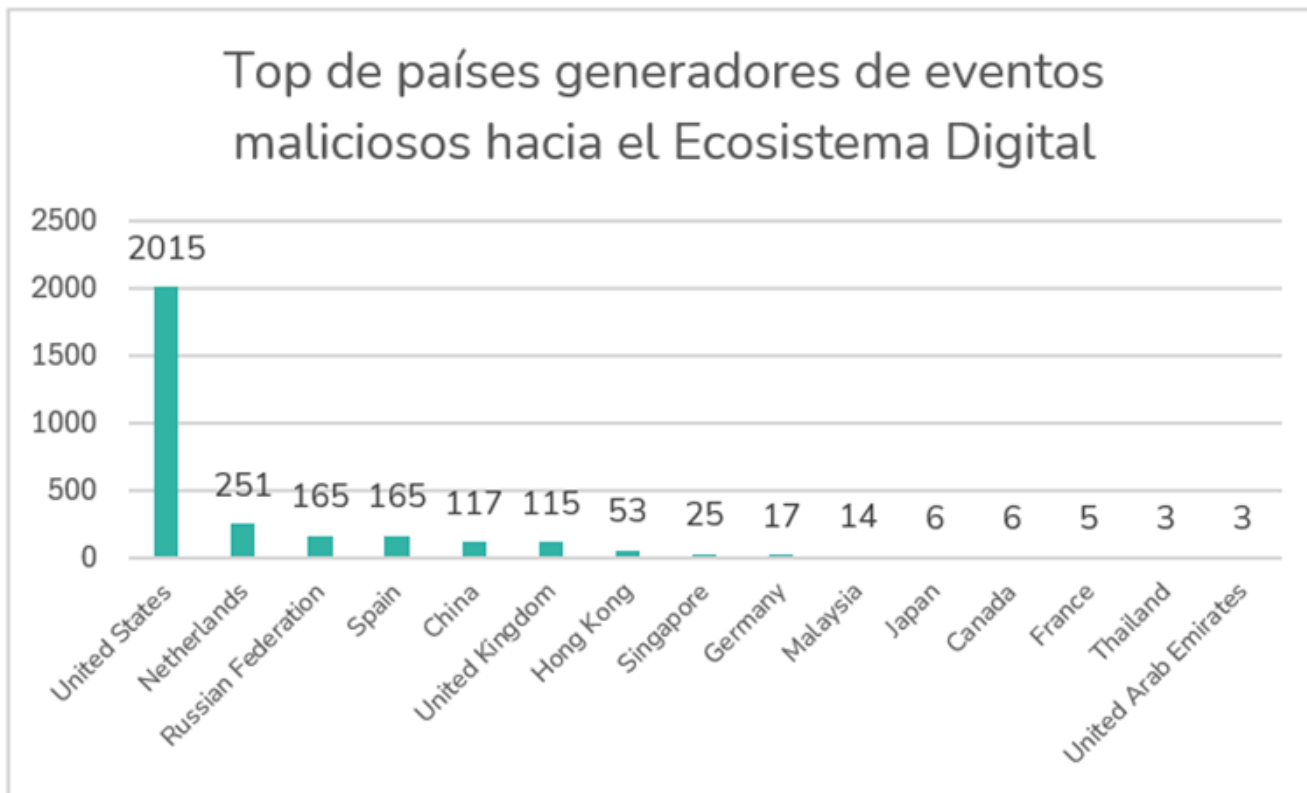 Top de países generadores de eventos
maliciosos hacia el Ecosistema Digital
2500
2000
1500
1000
500
0
2015
251
165
165
117
115
53
25
17
14
6
6
5
3
3
United States
Netherlands
Russian Federation
Spain
China
United Kingdom
Hong Kong
Singapore
Germany
Malaysia
Japan
Canada
France
Thailand
United Arab Emirates